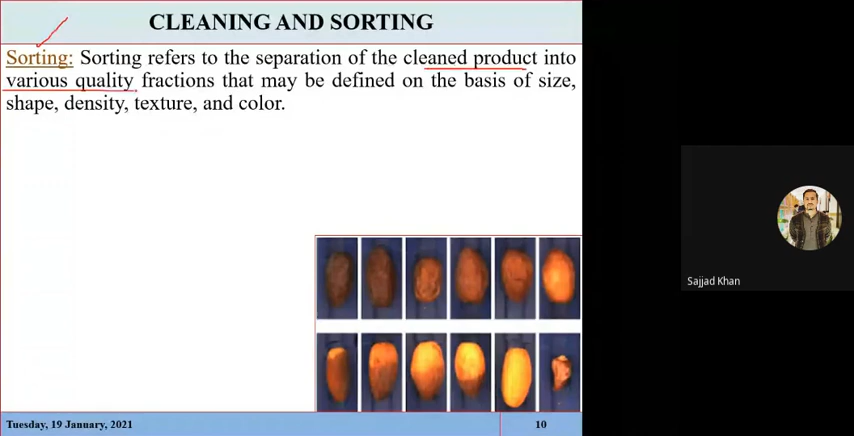 CLEANING AND SORTING
Sorting: Sorting refers to the separation of the cleaned product into
various quality fractions that may be defined on the basis of size,
shape, density, texture, and color.
Sajjad Khan
Tuesday, 19 January, 2021
10